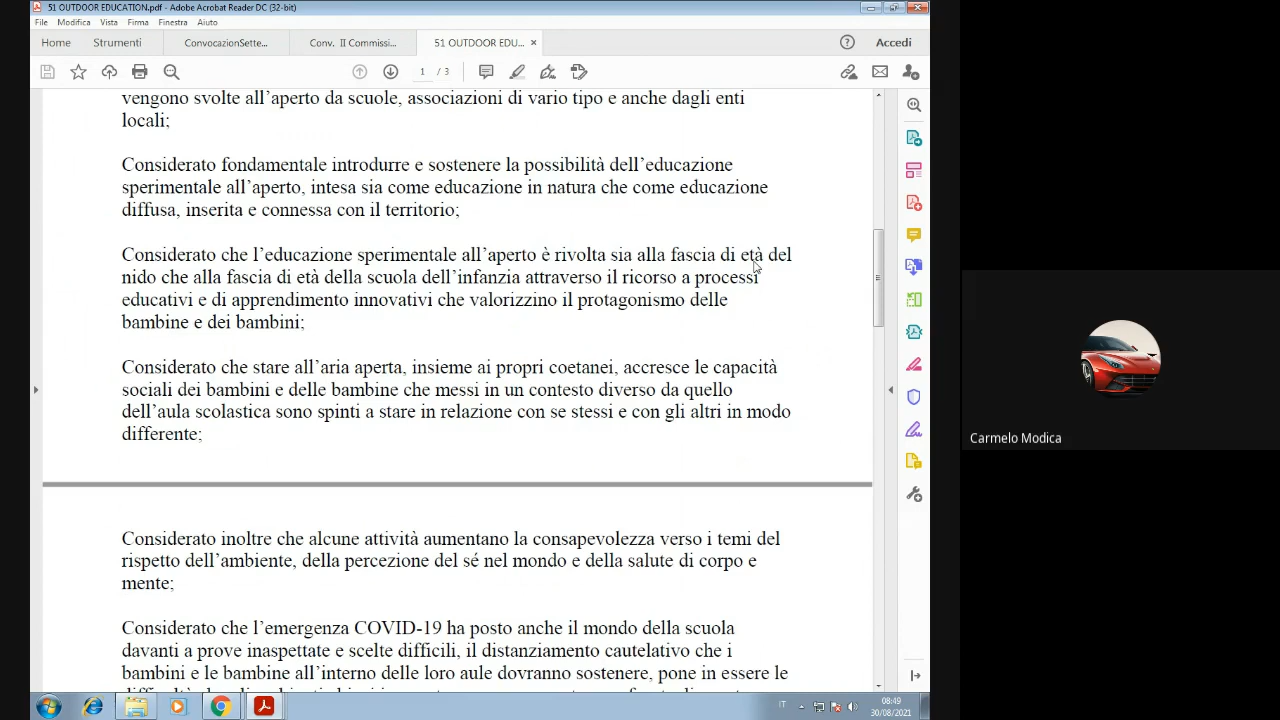 51 OUTDOOR EDUCATION.pdf - Adobe Acrobat Reader DC (32-bit)
File Modifica Vista Firma Finestra Aiuto
Home Strumenti ConvocazionSette... Conv. II Commissi... 51 OUTDOOR EDU... × Accedi
1 / 3
vengono svolte all’aperto da scuole, associazioni di vario tipo e anche dagli enti
locali;
Considerato fondamentale introdurre e sostenere la possibilità dell’educazione
sperimentale all’aperto, intesa sia come educazione in natura che come educazione
diffusa, inserita e connessa con il territorio;
Considerato che l’educazione sperimentale all’aperto è rivolta sia alla fascia di età del
nido che alla fascia di età della scuola dell’infanzia attraverso il ricorso a processi
educativi e di apprendimento innovativi che valorizzino il protagonismo delle
bambine e dei bambini;
Considerato che stare all’aria aperta, insieme ai propri coetanei, accresce le capacità
sociali dei bambini e delle bambine che messi in un contesto diverso da quello
dell’aula scolastica sono spinti a stare in relazione con se stessi e con gli altri in modo
differente;
Carmelo Modica
Considerato inoltre che alcune attività aumentano la consapevolezza verso i temi del
rispetto dell’ambiente, della percezione del sé nel mondo e della salute di corpo e
mente;
Considerato che l’emergenza COVID-19 ha posto anche il mondo della scuola
davanti a prove inaspettate e scelte difficili, il distanziamento cautelativo che i
bambini e le bambine all’interno delle loro aule dovranno sostenere, pone in essere le
IT 08:49
30/08/2021